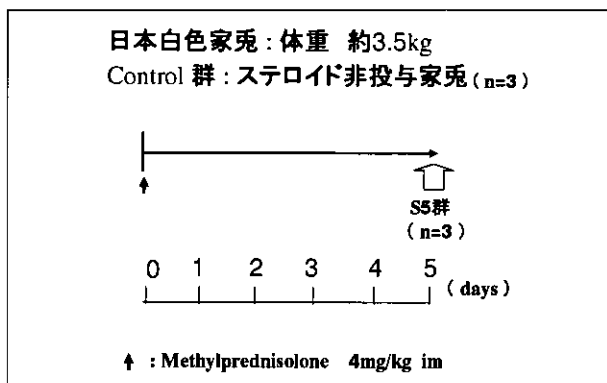 日本白色家兎 : 体重 約3.5kg
Control 群 : ステロイド非投与家兎 (n=3)
S5群
(n=3)
0 1 2 3 4 5 (days)
: Methylprednisolone 4mg/kg im